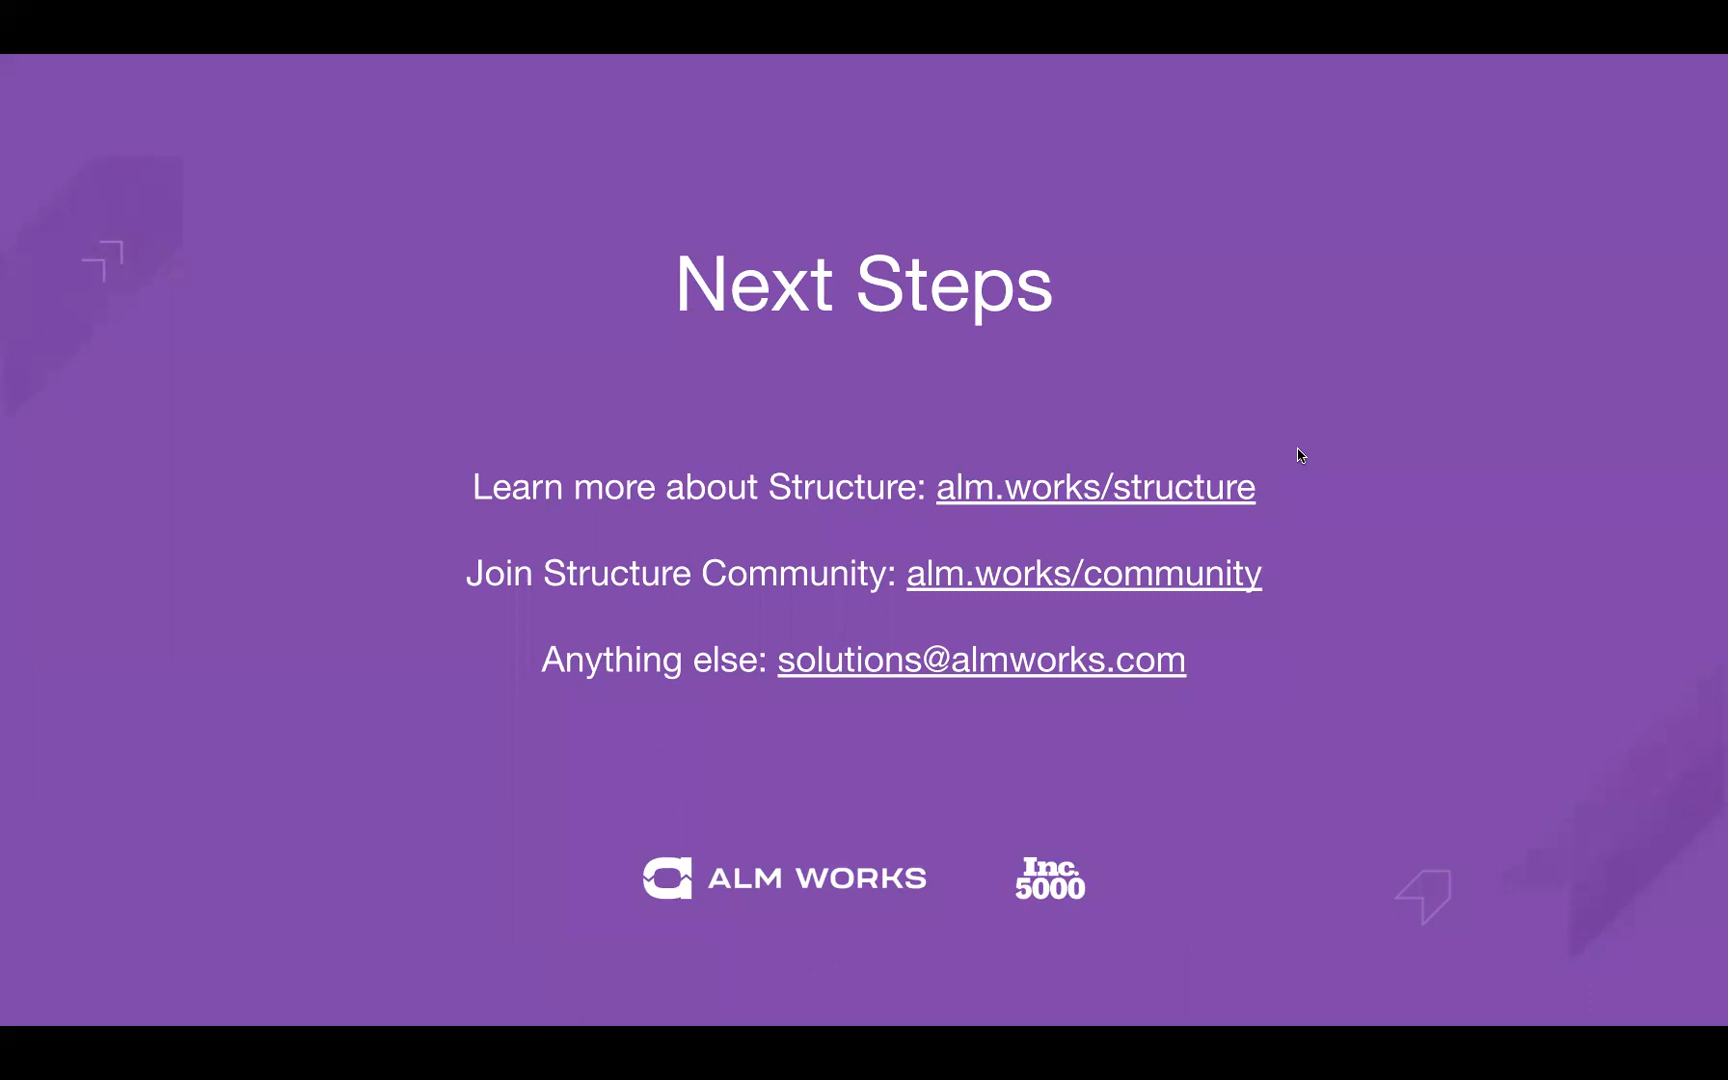 Next Steps
Learn more about Structure: alm.works/structure
Join Structure Community: alm.works/community
Anything else: solutions@almworks.com
ALM WORKS
Inc.
5000